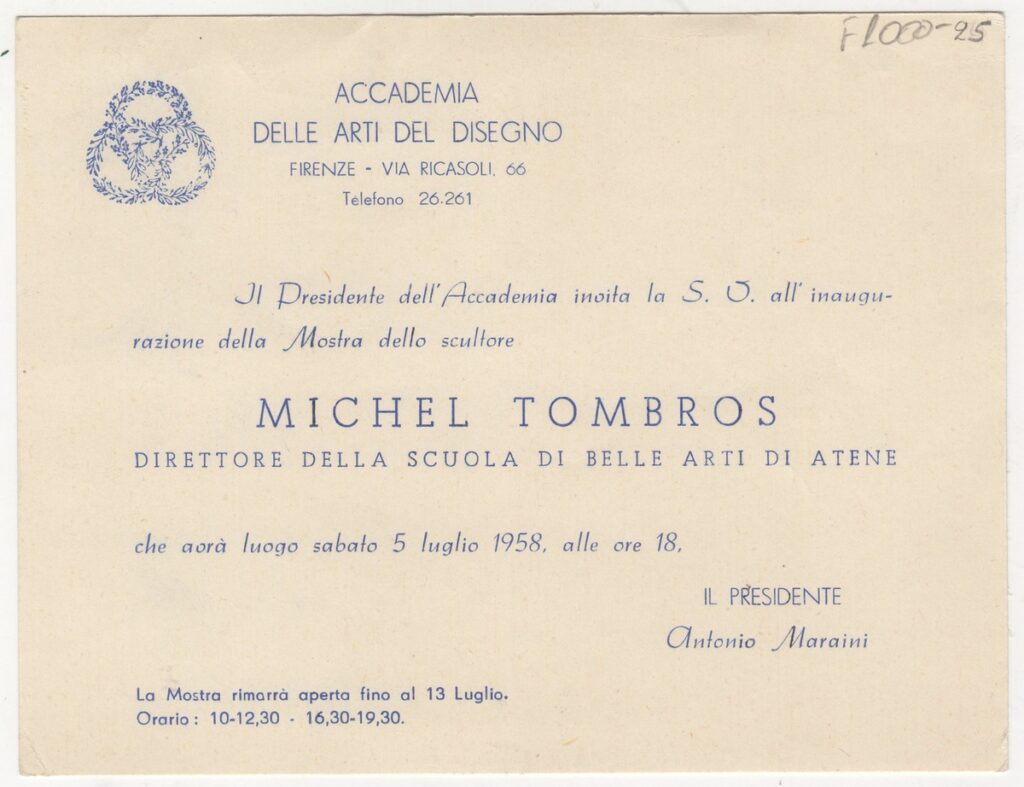 F1000-25
ACCADEMIA
DELLE ARTI DEL DISEGNO
FIRENZE - VIA RICASOLI, 66
Telefono 26.261
Il Presidente dell'Accademia invita la S. V. all'inaugu-
razione della Mostra dello scultore
MICHEL TOMBROS
DIRETTORE DELLA SCUOLA DI BELLE ARTI DI ATENE
che avrà luogo sabato 5 luglio 1958, alle ore 18,
IL PRESIDENTE
Antonio Maraini
La Mostra rimarrà aperta fino al 13 Luglio.
Orario : 10-12,30 - 16,30-19,30.